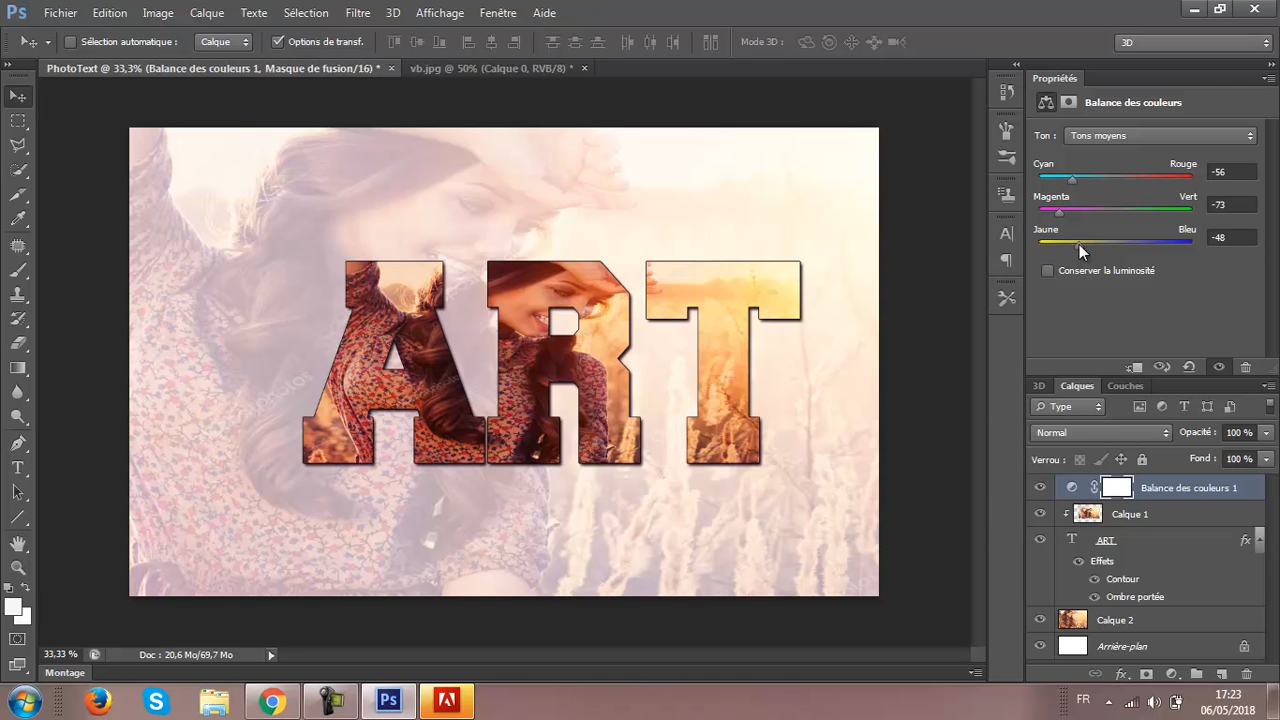 Ps Fichier Edition Image Calque Texte Sélection Filtre 3D Affichage Fenêtre Aide
Sélection automatique : Calque Options de transf. Mode 3D : 3D
PhotoText @ 33,3% (Balance des couleurs 1, Masque de fusion/16) * × vb.jpg @ 50% (Calque 0, RVB/8) * ×
Propriétés
Balance des couleurs
Ton : Tons moyens
Cyan Rouge -56
Magenta Vert -73
Jaune Bleu -48
Conserver la luminosité
ART
3D Calques Couches
Type
Normal Opacité : 100 %
Verrou : Fond : 100 %
Balance des couleurs 1
Calque 1
T ART fx
Effets
Contour
Ombre portée
Calque 2
Arrière-plan
33,33 % Doc : 20,6 Mo/69,7 Mo
Montage
FR 17:23
06/05/2018